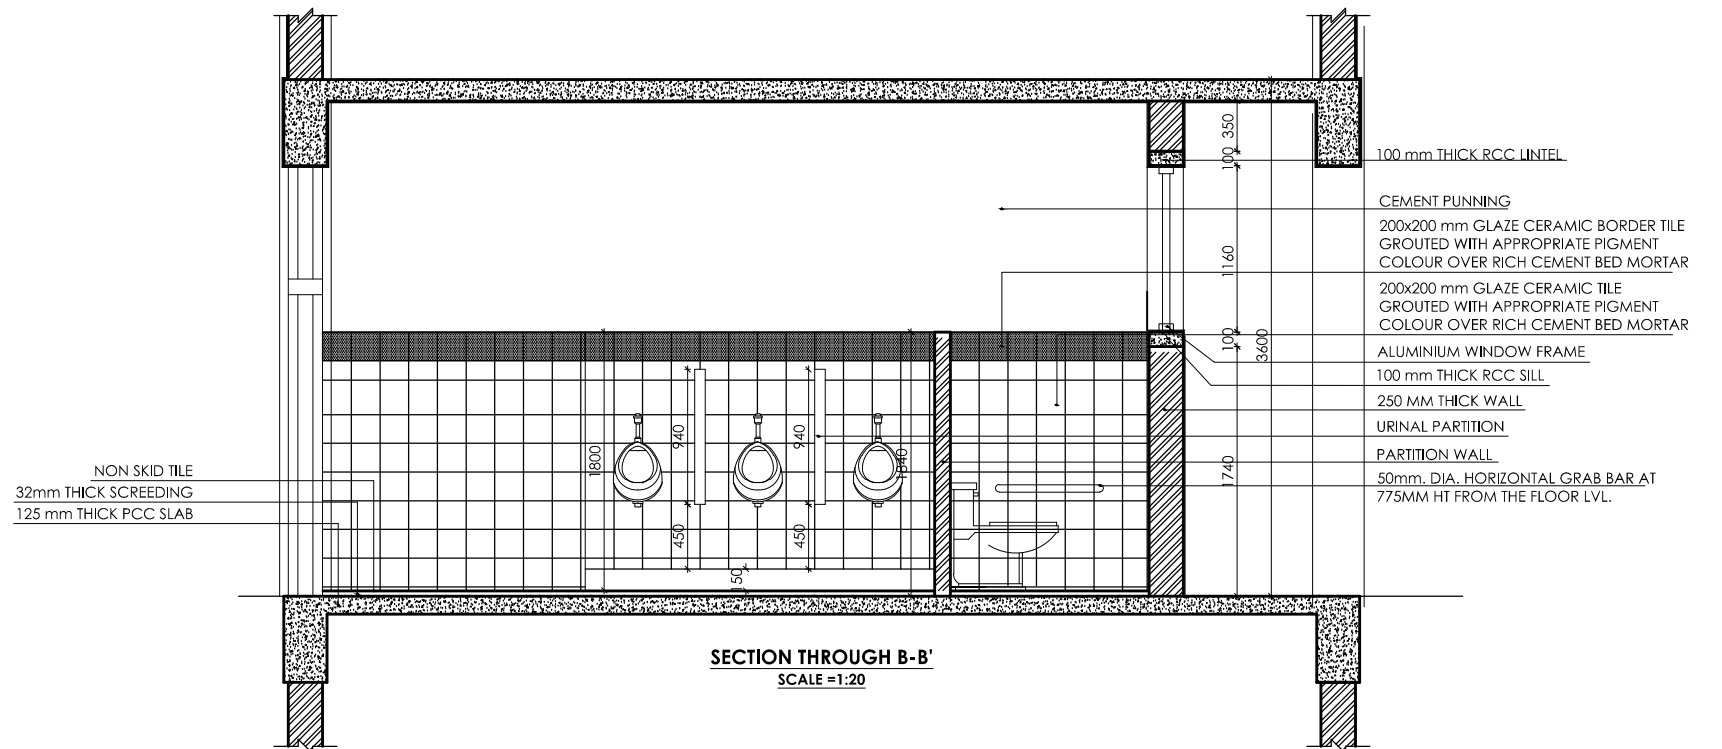 350
100
100 mm THICK RCC LINTEL
CEMENT PUNNING
200x200 mm GLAZE CERAMIC BORDER TILE
GROUTED WITH APPROPRIATE PIGMENT
COLOUR OVER RICH CEMENT BED MORTAR
1160
200x200 mm GLAZE CERAMIC TILE
GROUTED WITH APPROPRIATE PIGMENT
COLOUR OVER RICH CEMENT BED MORTAR
100
3600
ALUMINIUM WINDOW FRAME
100 mm THICK RCC SILL
250 MM THICK WALL
URINAL PARTITION
PARTITION WALL
50mm. DIA. HORIZONTAL GRAB BAR AT
775MM HT FROM THE FLOOR LVL.
940
940
1800
1840
1740
NON SKID TILE
32mm THICK SCREEDING
125 mm THICK PCC SLAB
450
450
150
SECTION THROUGH B-B'
SCALE =1:20